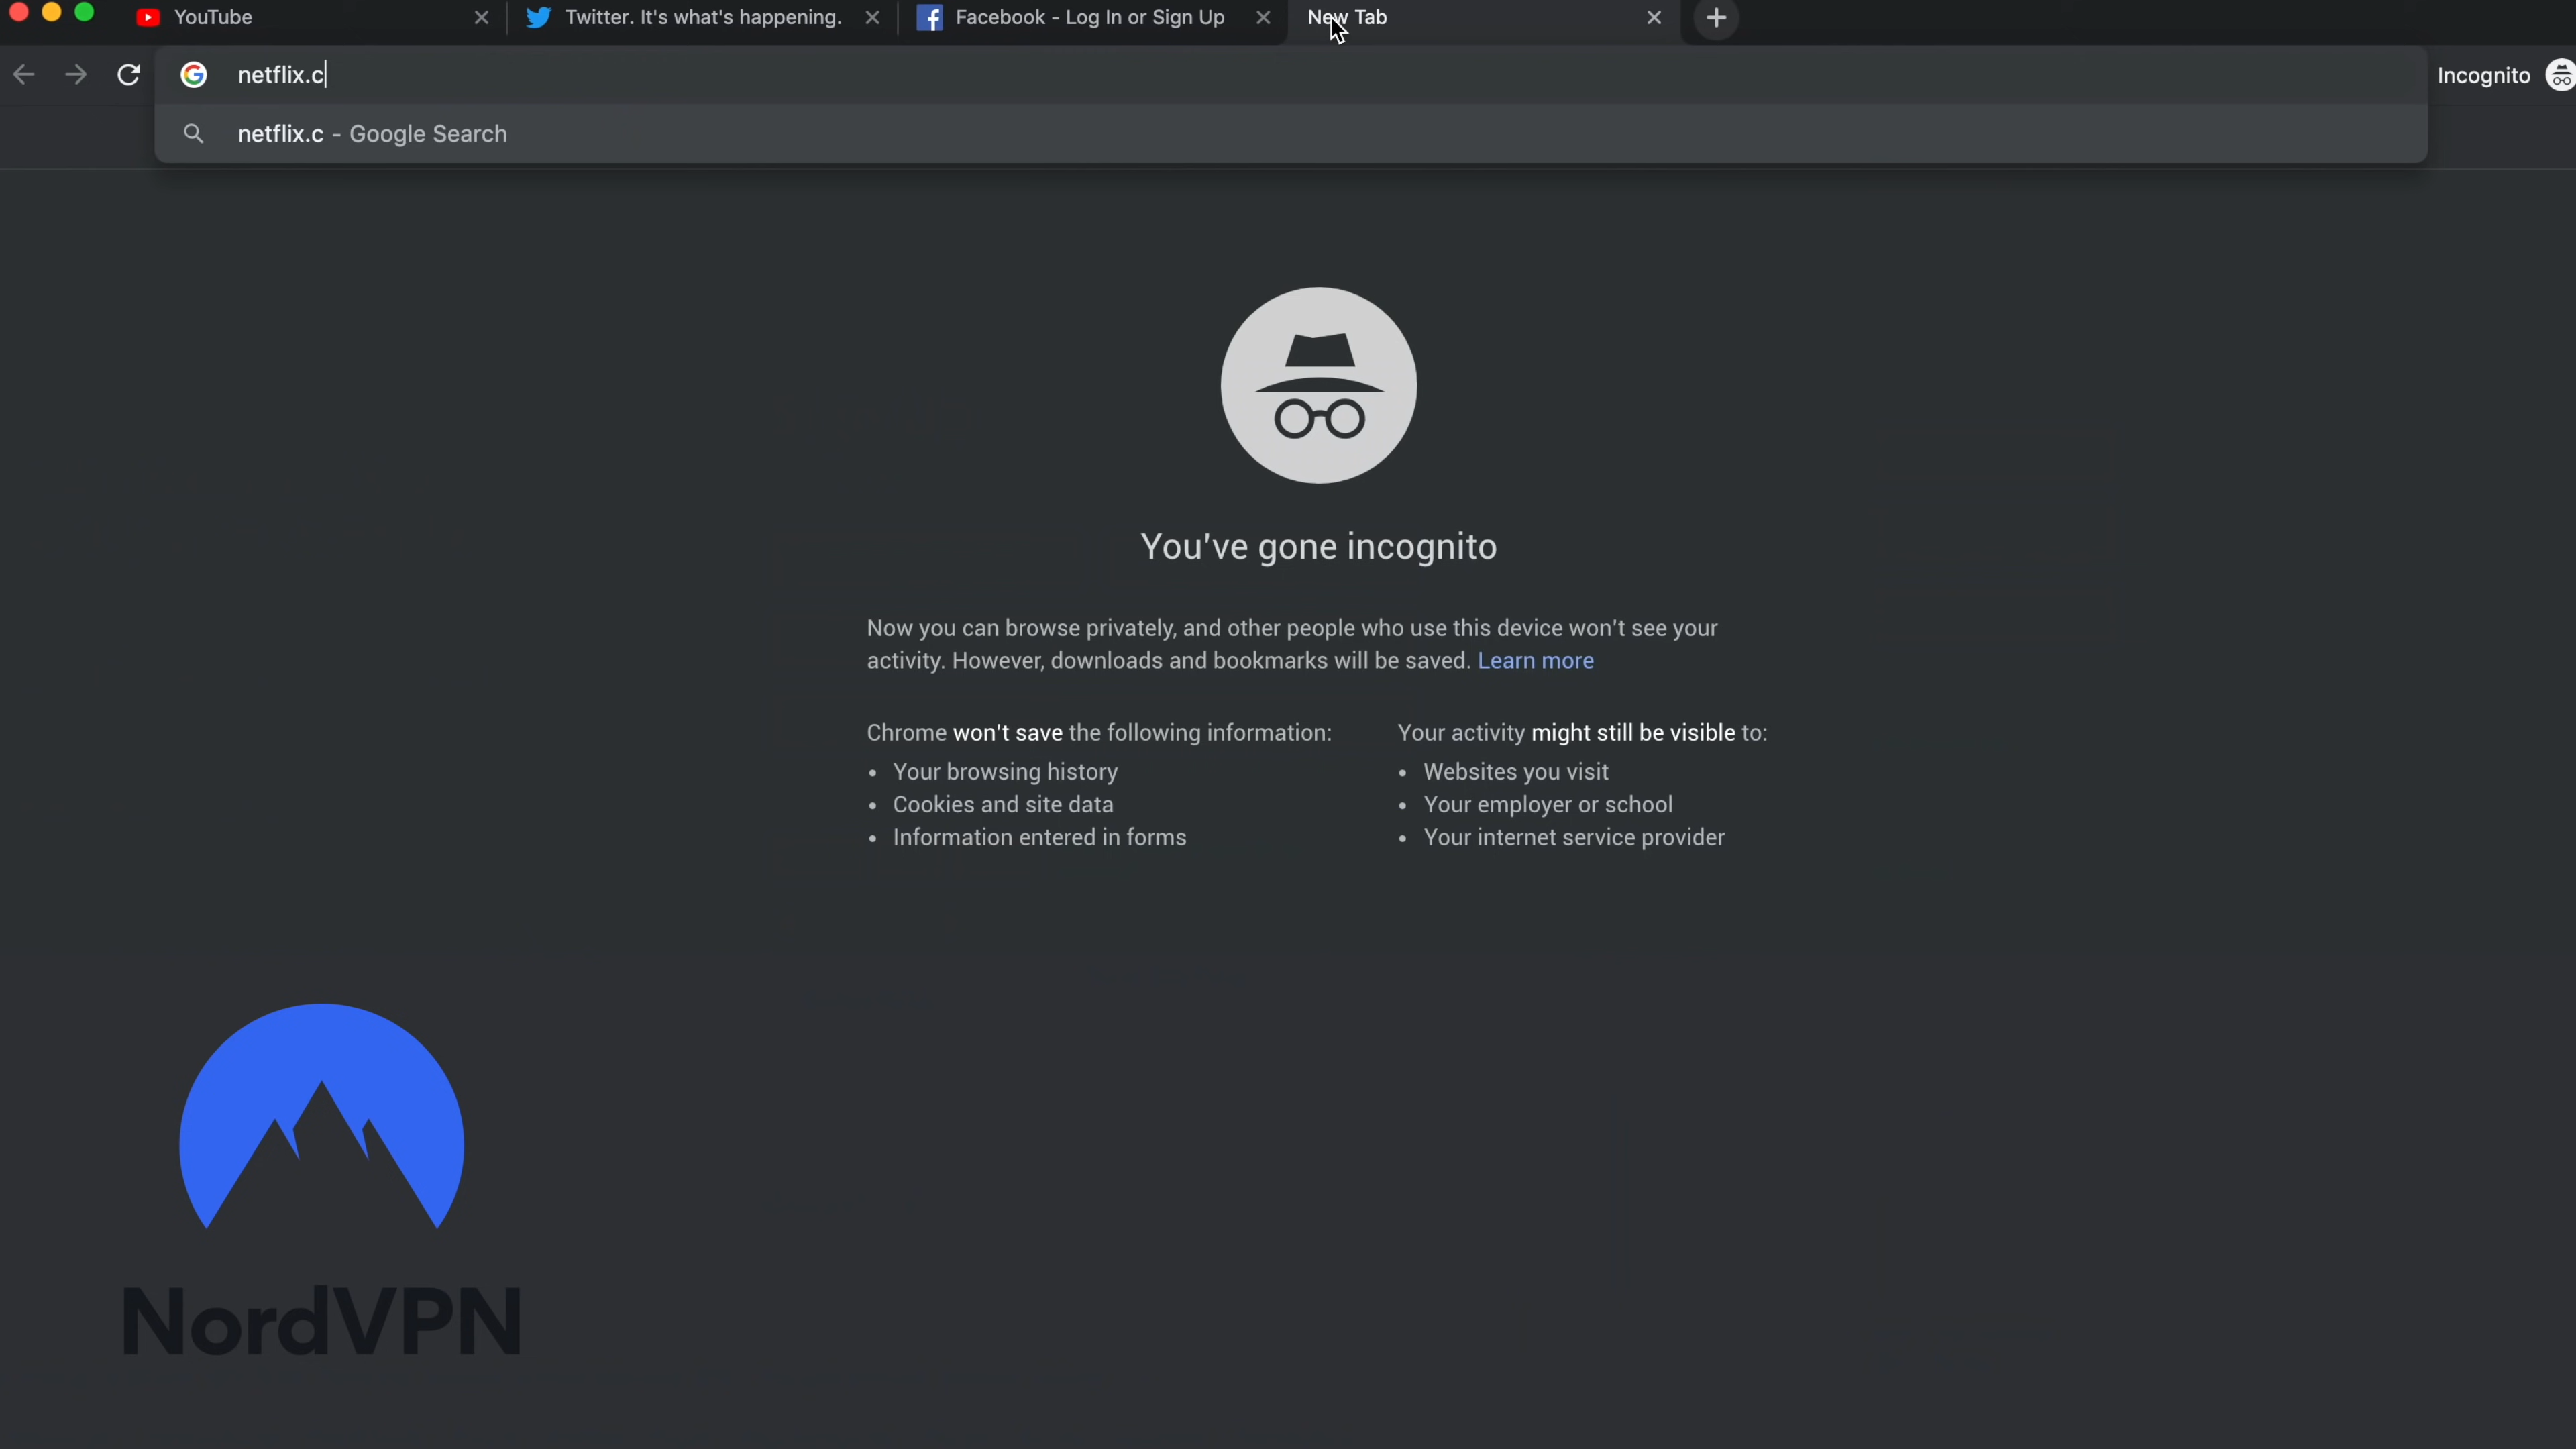 YouTube
Twitter. It's what's happening.
Facebook - Log In or Sign Up
New Tab
netflix.c
Incognito
netflix.c - Google Search
You've gone incognito
Now you can browse privately, and other people who use this device won't see your
activity. However, downloads and bookmarks will be saved. Learn more
Chrome won't save the following information:
Your browsing history
Cookies and site data
Information entered in forms
Your activity might still be visible to:
Websites you visit
Your employer or school
Your internet service provider
NordVPN